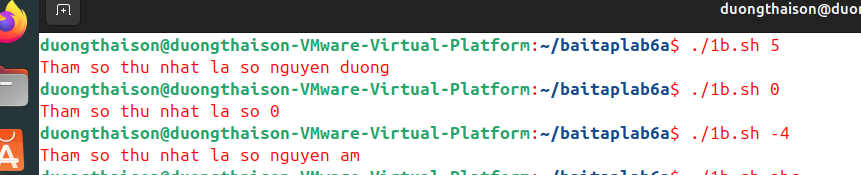 duongthaison@duon
duongthaison@duongthaison-VMware-Virtual-Platform:~/baitaplab6a$ ./1b.sh 5
Tham so thu nhat la so nguyen duong
duongthaison@duongthaison-VMware-Virtual-Platform:~/baitaplab6a$ ./1b.sh 0
Tham so thu nhat la so 0
duongthaison@duongthaison-VMware-Virtual-Platform:~/baitaplab6a$ ./1b.sh -4
Tham so thu nhat la so nguyen am